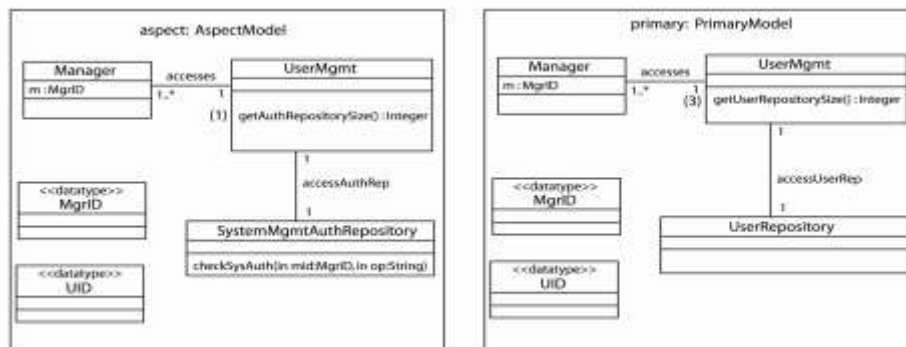 aspect: AspectModel
Manager
m : MgrID
accesses
1..*
1
(1)
UserMgmt
getAuthRepositorySize() : Integer
1
accessAuthRep
1
<<datatype>>
MgrID
SystemMgmtAuthRepository
checkSysAuth(in mid:MgrID, in op:String)
<<datatype>>
UID
primary: PrimaryModel
Manager
m : MgrID
accesses
1..*
1
(3)
UserMgmt
getUserRepositorySize() : Integer
1
accessUserRep
1
<<datatype>>
MgrID
UserRepository
<<datatype>>
UID